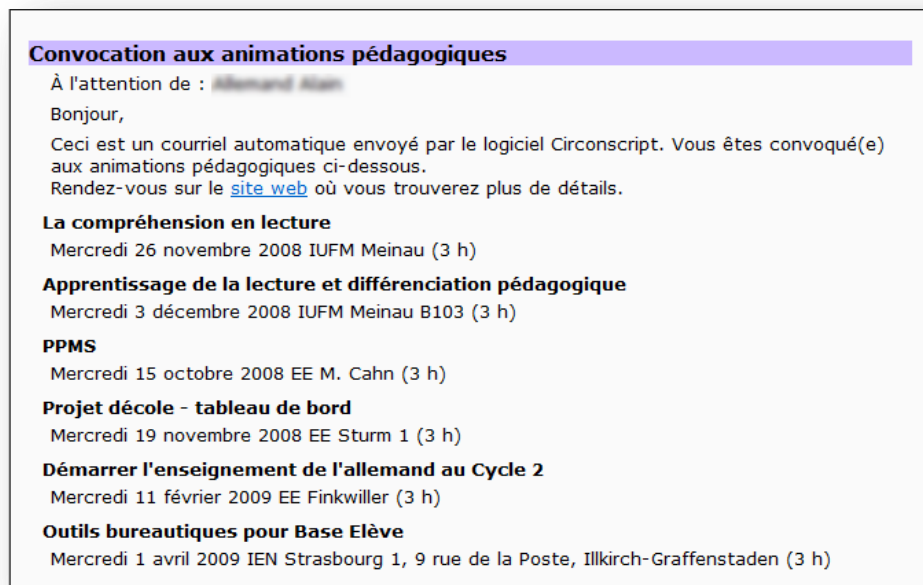 Convocation aux animations pédagogiques
À l'attention de :
Bonjour,
Ceci est un courriel automatique envoyé par le logiciel Circonscript. Vous êtes convoqué(e)
aux animations pédagogiques ci-dessous.
Rendez-vous sur le site web où vous trouverez plus de détails.
La compréhension en lecture
Mercredi 26 novembre 2008 IUFM Meinau (3 h)
Apprentissage de la lecture et différenciation pédagogique
Mercredi 3 décembre 2008 IUFM Meinau B103 (3 h)
PPMS
Mercredi 15 octobre 2008 EE M. Cahn (3 h)
Projet décole - tableau de bord
Mercredi 19 novembre 2008 EE Sturm 1 (3 h)
Démarrer l'enseignement de l'allemand au Cycle 2
Mercredi 11 février 2009 EE Finkwiller (3 h)
Outils bureautiques pour Base Elève
Mercredi 1 avril 2009 IEN Strasbourg 1, 9 rue de la Poste, Illkirch-Graffenstaden (3 h)